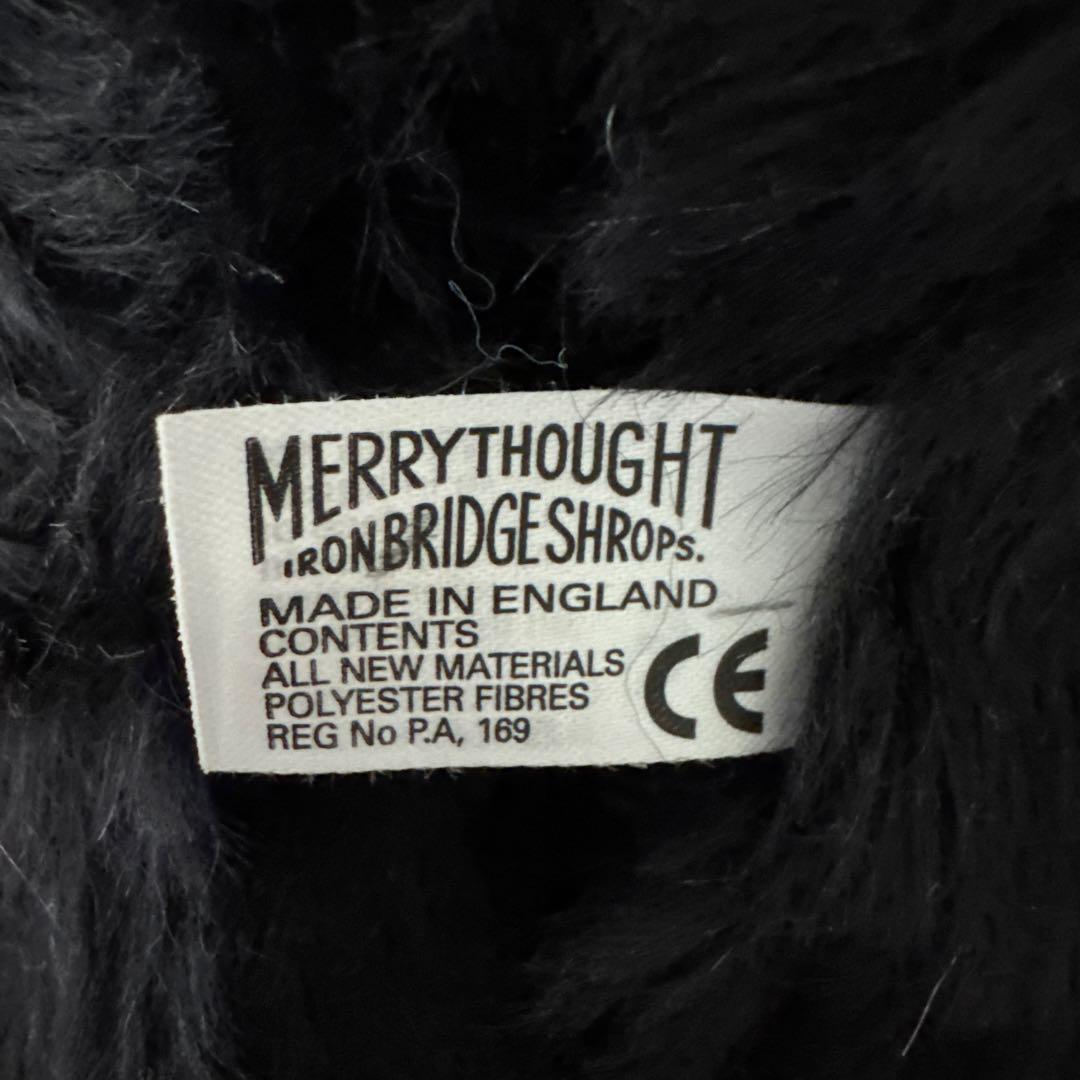 MERRYTHOUGHT
IRONBRIDGE SHROPS.
MADE IN ENGLAND
CONTENTS
ALL NEW MATERIALS
POLYESTER FIBRES
REG No P.A, 169
CE